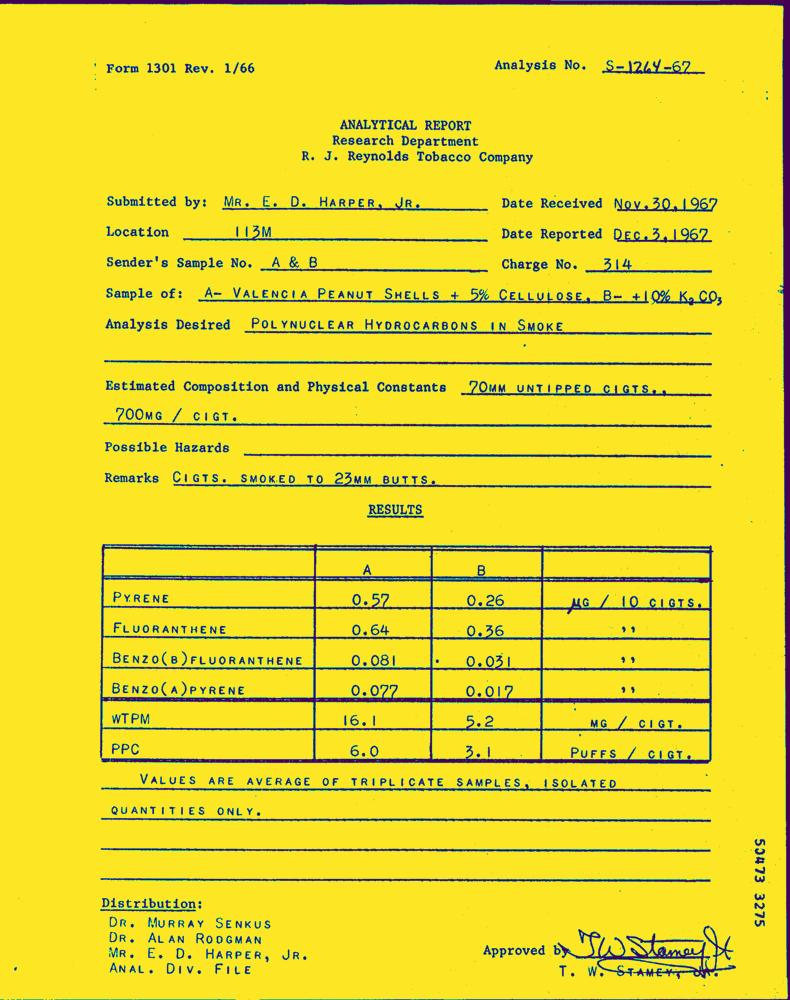 Form 1301 Rev. 1/66    Analysis No. S-1264-67
ANALYTICAL REPORT
Research Department
R. J. Reynolds Tobacco Company
Submitted by: MR. E. D. HARPER, JR.    Date Received NOV. 30, 1967
Location 113M    Date Reported DEC. 3, 1967
Sender's Sample No. A & B    Charge No. 314
Sample of: A- VALENCIA PEANUT SHELLS + 5% CELLULOSE, B- +10% K₂CO₃
Analysis Desired POLYNUCLEAR HYDROCARBONS IN SMOKE
Estimated Composition and Physical Constants 70MM UNTIPPED CIGTS.,
700MG / CIGT.
Possible Hazards
Remarks CIGTS. SMOKED TO 23MM BUTTS.
RESULTS
A    B
PYRENE    0.57    0.26    µG / 10 CIGTS.
FLUORANTHENE    0.64    0.36    ,,
BENZO(B)FLUORANTHENE    0.081    0.031    ,,
BENZO(A)PYRENE    0.077    0.017    ,,
WTPM    16.1    5.2    MG / CIGT.
PPC    6.0    3.1    PUFFS / CIGT.
VALUES ARE AVERAGE OF TRIPLICATE SAMPLES, ISOLATED
QUANTITIES ONLY.
Distribution:
DR. MURRAY SENKUS
DR. ALAN RODGMAN
MR. E. D. HARPER, JR.
ANAL. DIV. FILE
Approved by TW Stamey Jr
T. W. STAMEY, JR.
50473 3275